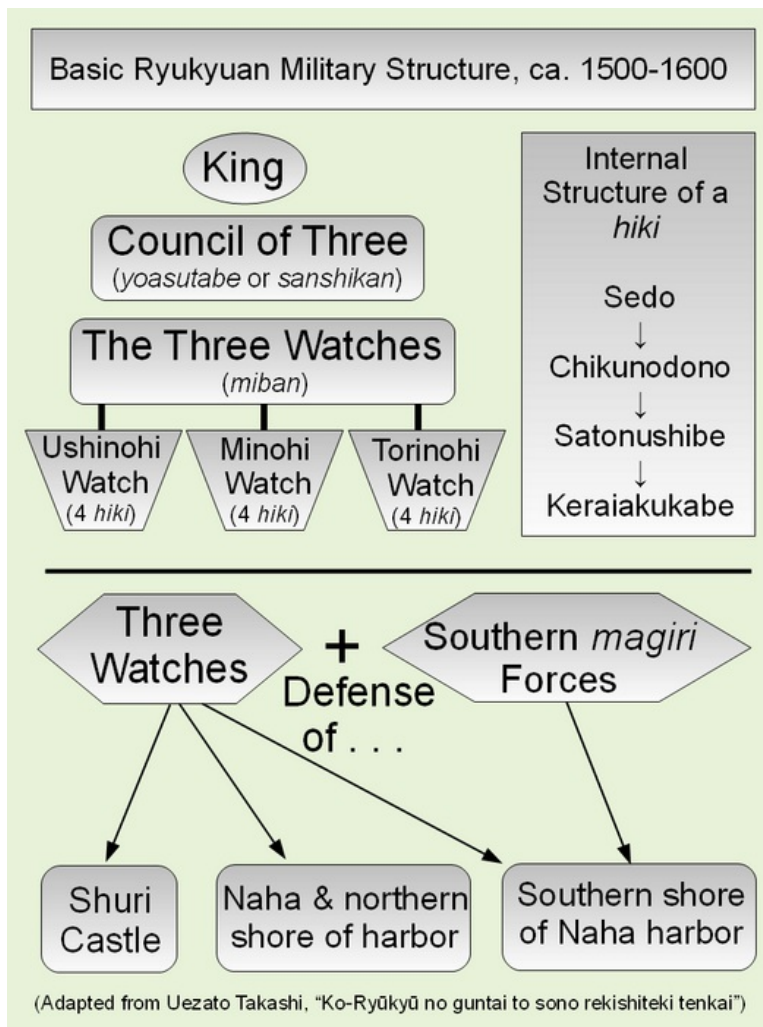 Basic Ryukyuan Military Structure, ca. 1500-1600
King
Council of Three
(yoasutabe or sanshikan)
The Three Watches
(miban)
Ushinohi
Watch
(4 hiki)
Minohi
Watch
(4 hiki)
Torinohi
Watch
(4 hiki)
Internal
Structure of a
hiki
Sedo
↓
Chikunodono
↓
Satonushibe
↓
Keraiakukabe
Three
Watches
+
Defense
of . . .
Southern magiri
Forces
Shuri
Castle
Naha & northern
shore of harbor
Southern shore
of Naha harbor
(Adapted from Uezato Takashi, “Ko-Ryūkyū no guntai to sono rekishiteki tenkai”)